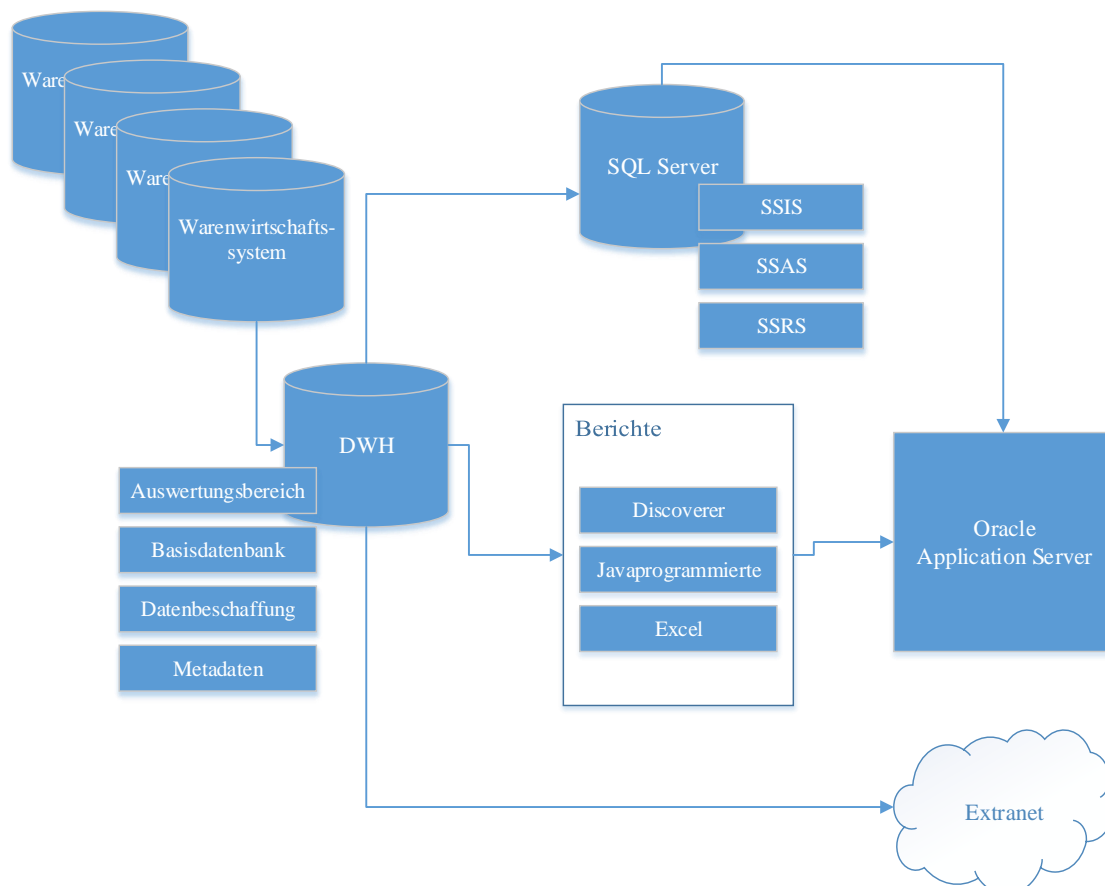 Ware
Ware
Ware
Warenwirtschafts-
system
SQL Server
SSIS
SSAS
SSRS
DWH
Auswertungsbereich
Basisdatenbank
Datenbeschaffung
Metadaten
Berichte
Discoverer
Javaprogrammierte
Excel
Oracle
Application Server
Extranet